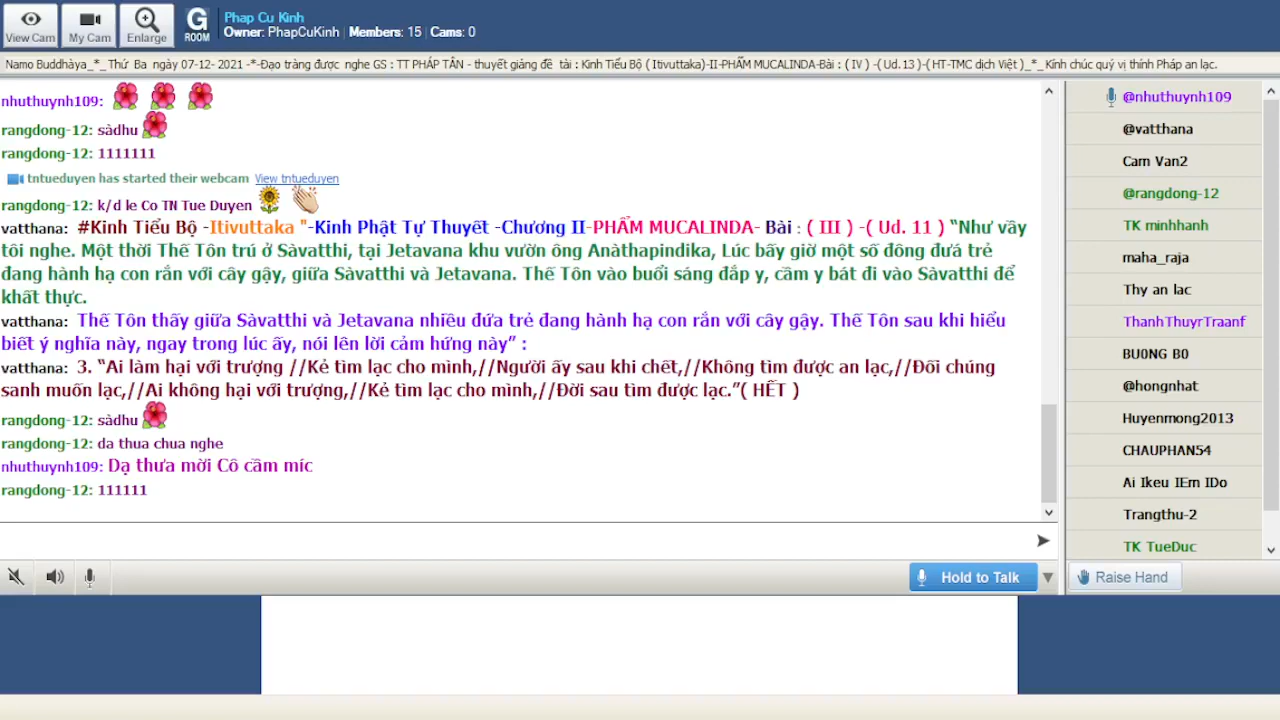 View Cam
My Cam
Enlarge
G
ROOM
Phap Cu Kinh
Owner: PhapCuKinh | Members: 15 | Cams: 0
Namo Buddhàya_*_Thứ Ba ngày 07-12- 2021 -*-Đạo tràng được nghe GS : TT PHÁP TÂN - thuyết giảng đề tài : Kinh Tiểu Bộ ( Itivuttaka)-II-PHẨM MUCALINDA-Bài : ( IV ) -( Ud. 13 )-( HT-TMC dịch Việt )_*_Kính chúc quý vị thính Pháp an lạc.
nhuthuynh109:
rangdong-12: sàdhu
rangdong-12: 1111111
tntueduyen has started their webcam View tntueduyen
rangdong-12: k/d le Co TN Tue Duyen
vatthana: #Kinh Tiểu Bộ -Itivuttaka "-Kinh Phật Tự Thuyết -Chương II-PHẨM MUCALINDA- Bài : ( III ) -( Ud. 11 ) “Như vầy
tôi nghe. Một thời Thế Tôn trú ở Sàvatthi, tại Jetavana khu vườn ông Anàthapindika, Lúc bấy giờ một số đông đưá trẻ
đang hành hạ con rắn với cây gậy, giữa Sàvatthi và Jetavana. Thế Tôn vào buổi sáng đắp y, cầm y bát đi vào Sàvatthi để
khất thực.
vatthana: Thế Tôn thấy giữa Sàvatthi và Jetavana nhiều đứa trẻ đang hành hạ con rắn với cây gậy. Thế Tôn sau khi hiểu
biết ý nghĩa này, ngay trong lúc ấy, nói lên lời cảm hứng này” :
vatthana: 3. “Ai làm hại với trượng //Kẻ tìm lạc cho mình,//Người ấy sau khi chết,//Không tìm được an lạc,//Đối chúng
sanh muốn lạc,//Ai không hại với trượng,//Kẻ tìm lạc cho mình,//Đời sau tìm được lạc.”( HẾT )
rangdong-12: sàdhu
rangdong-12: da thua chua nghe
nhuthuynh109: Dạ thưa mời Cô cầm míc
rangdong-12: 111111
@nhuthuynh109
@vatthana
Cam Van2
@rangdong-12
TK minhhanh
maha_raja
Thy an lac
ThanhThuyrTraanf
BU0NG B0
@hongnhat
Huyenmong2013
CHAUPHAN54
Ai Ikeu IEm IDo
Trangthu-2
TK TueDuc
Hold to Talk
Raise Hand